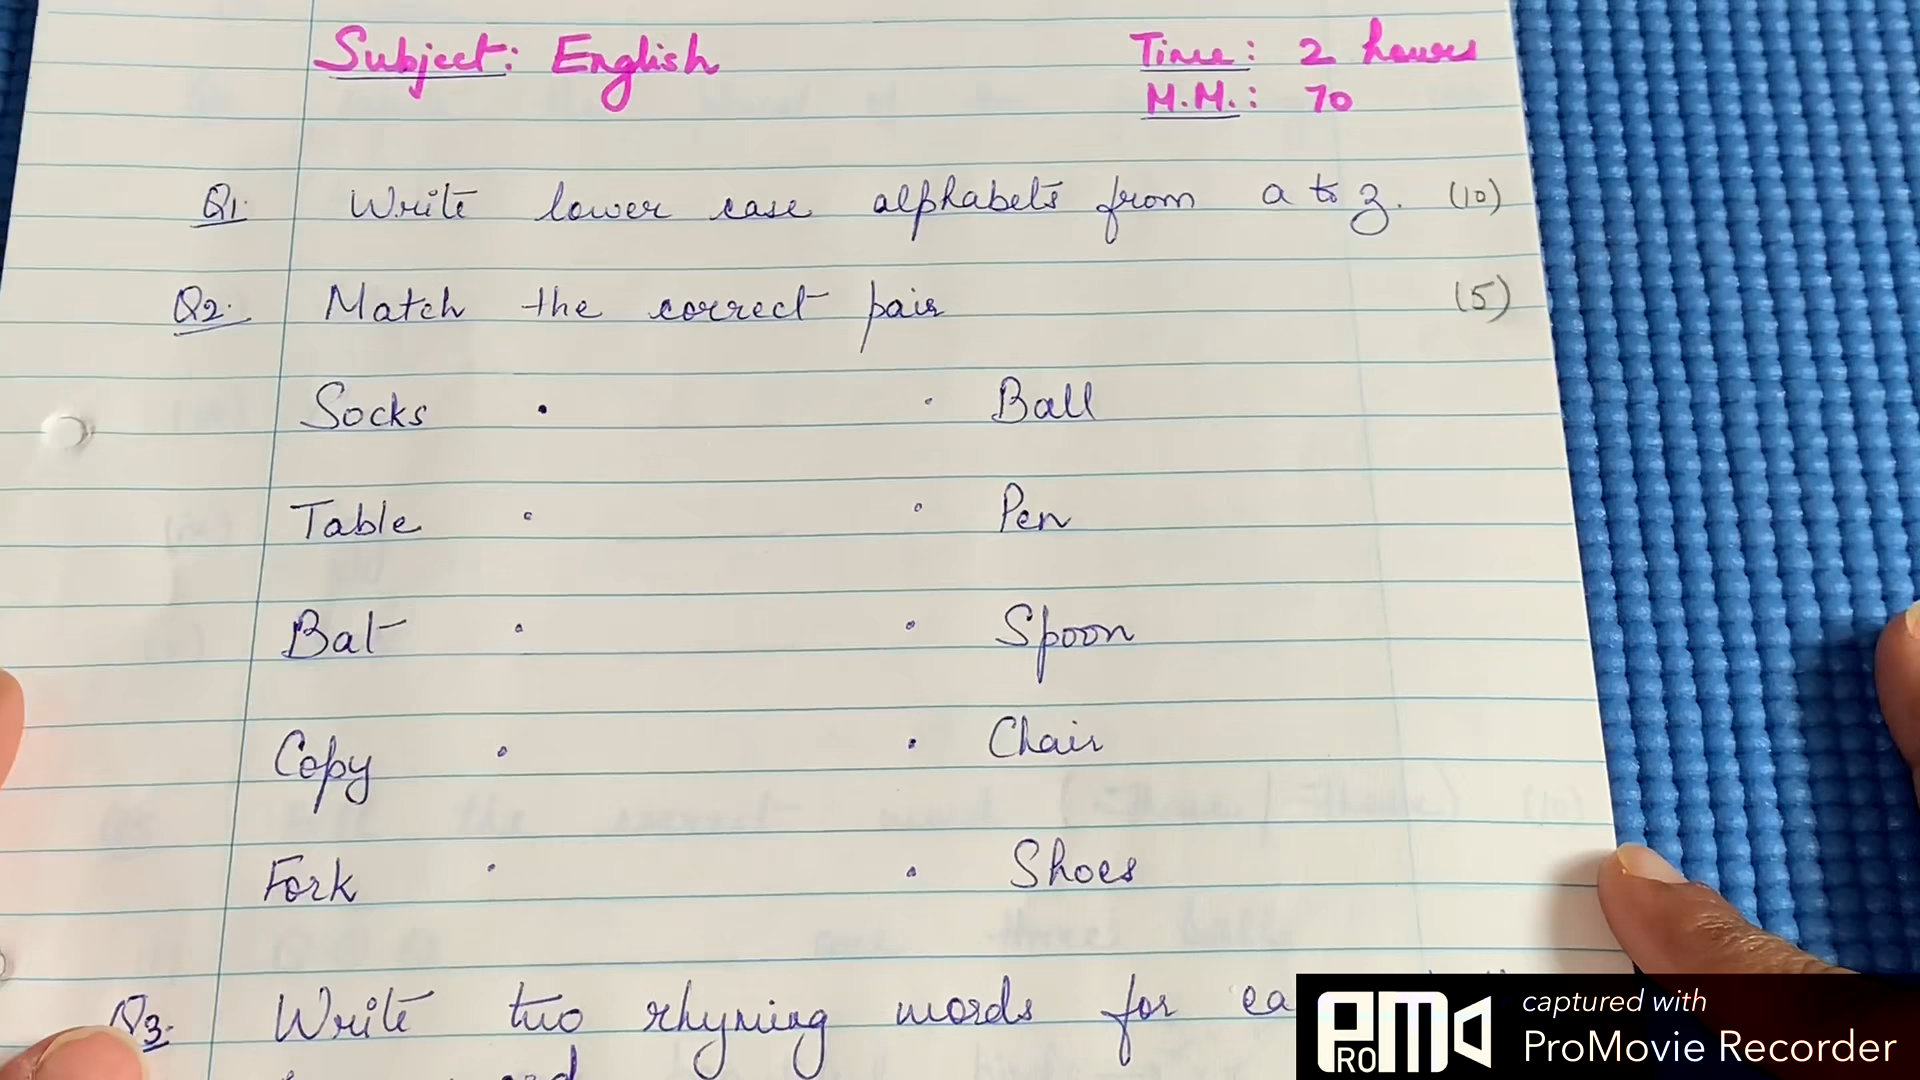 Subject: English
Time: 2 hours
M.M.: 70
Q1. Write lower case alphabets from a to z. (10)
Q2. Match the correct pair (5)
Socks . . Ball
Table . . Pen
Bat . . Spoon
Copy . . Chair
Fork . . Shoes
Q3. Write two rhyming words for
captured with
PROM ProMovie Recorder